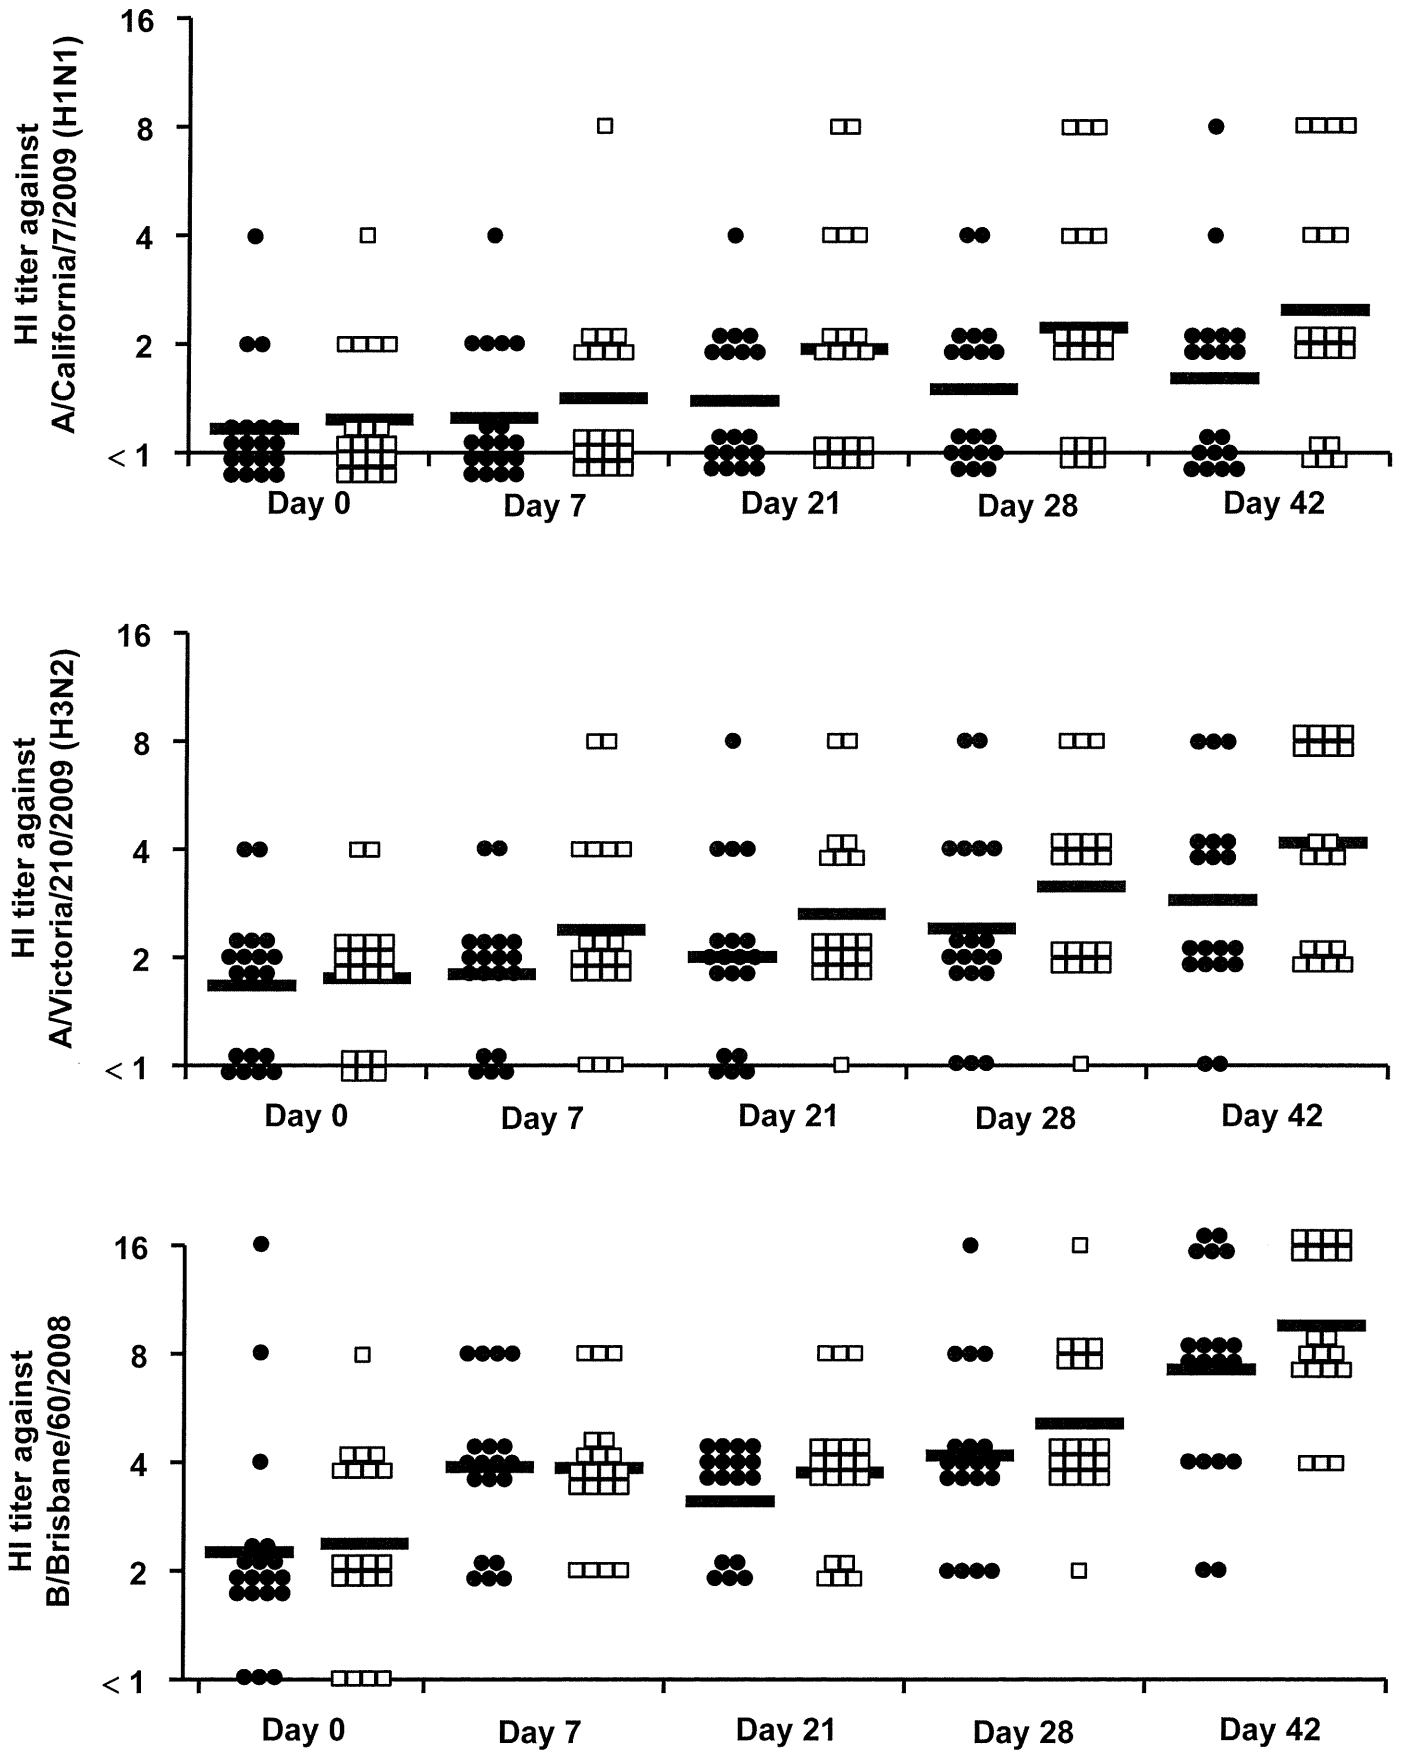 HI titer against
A/California/7/2009 (H1N1)
16
8
4
2
< 1
Day 0
Day 7
Day 21
Day 28
Day 42
HI titer against
A/Victoria/210/2009 (H3N2)
16
8
4
2
< 1
Day 0
Day 7
Day 21
Day 28
Day 42
HI titer against
B/Brisbane/60/2008
16
8
4
2
< 1
Day 0
Day 7
Day 21
Day 28
Day 42